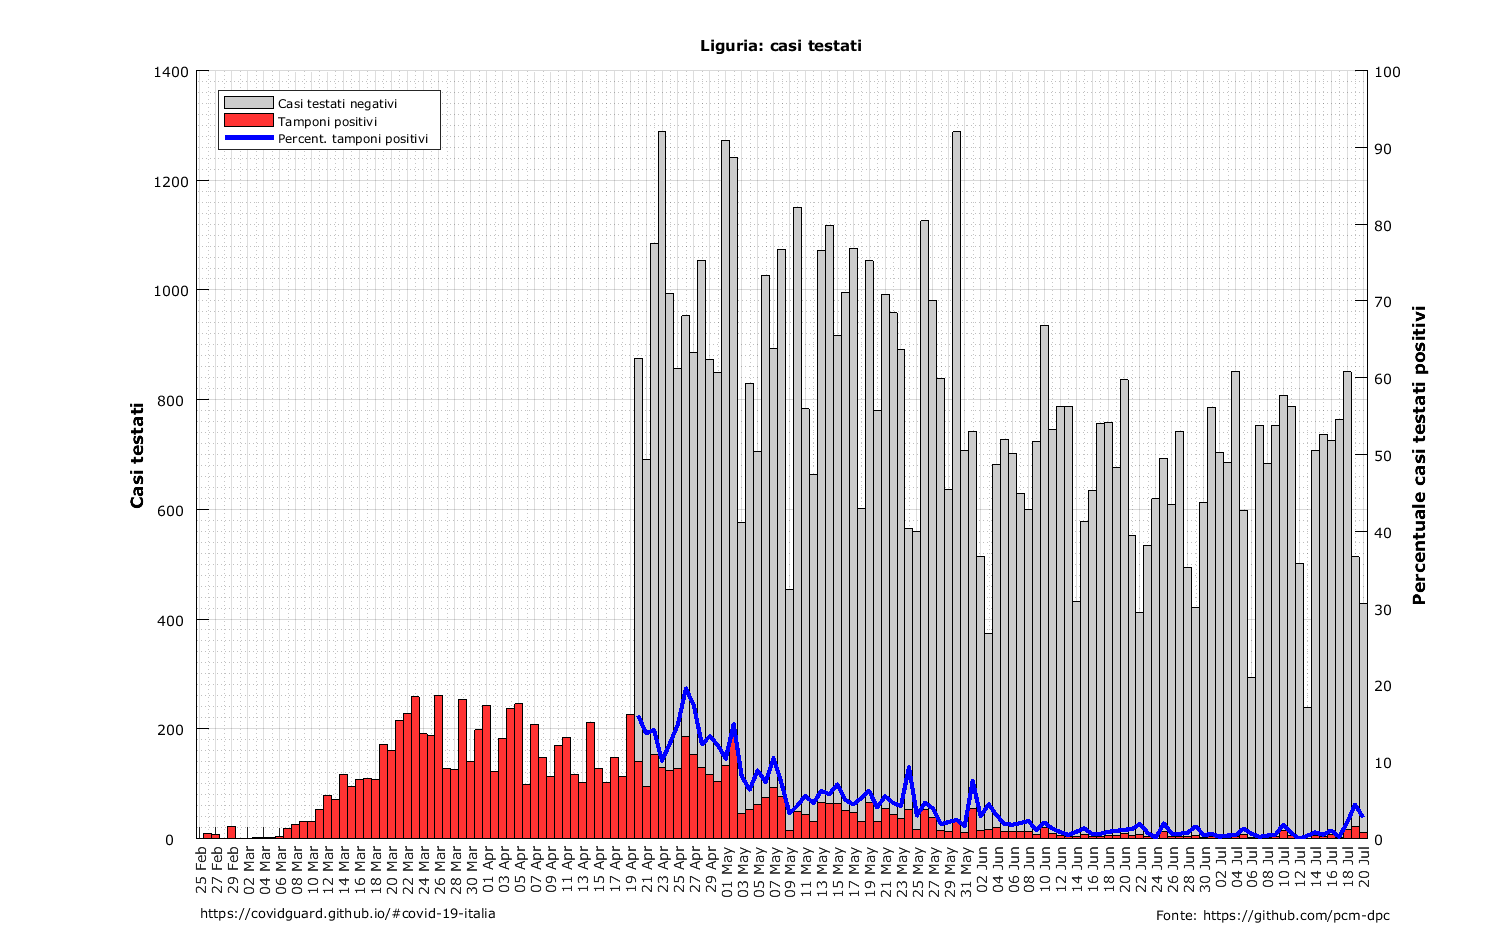 Liguria: casi testati
Casi testati negativi
Tamponi positivi
Percent. tamponi positivi
Casi testati
1400
1200
1000
800
600
400
200
0
100
90
80
70
60
50
40
30
20
10
0
Percentuale casi testati positivi
25 Feb
27 Feb
29 Feb
02 Mar
04 Mar
06 Mar
08 Mar
10 Mar
12 Mar
14 Mar
16 Mar
18 Mar
20 Mar
22 Mar
24 Mar
26 Mar
28 Mar
30 Mar
01 Apr
03 Apr
05 Apr
07 Apr
09 Apr
11 Apr
13 Apr
15 Apr
17 Apr
19 Apr
21 Apr
23 Apr
25 Apr
27 Apr
29 Apr
01 May
03 May
05 May
07 May
09 May
11 May
13 May
15 May
17 May
19 May
21 May
23 May
25 May
27 May
29 May
31 May
02 Jun
04 Jun
06 Jun
08 Jun
10 Jun
12 Jun
14 Jun
16 Jun
18 Jun
20 Jun
22 Jun
24 Jun
26 Jun
28 Jun
30 Jun
02 Jul
04 Jul
06 Jul
08 Jul
10 Jul
12 Jul
14 Jul
16 Jul
18 Jul
20 Jul
https://covidguard.github.io/#covid-19-italia
Fonte: https://github.com/pcm-dpc